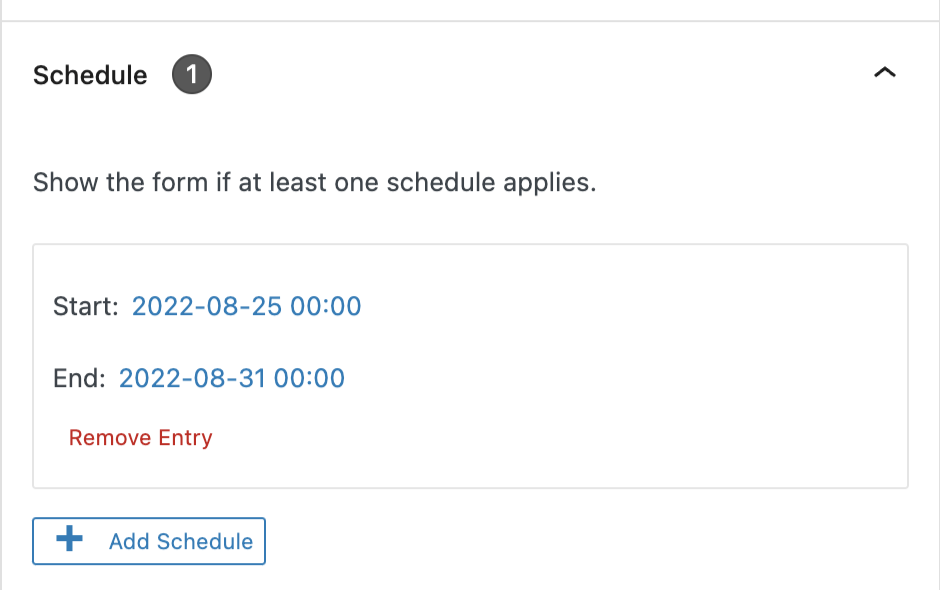 Schedule 1
Show the form if at least one schedule applies.
Start: 2022-08-25 00:00
End: 2022-08-31 00:00
Remove Entry
Add Schedule